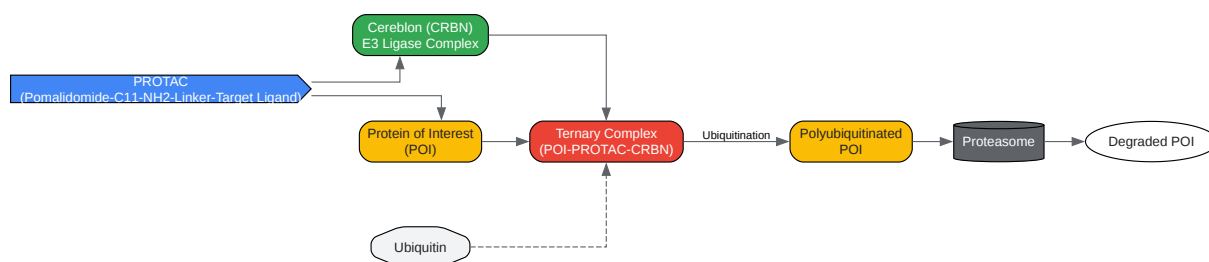 Cereblon (CRBN)
E3 Ligase Complex
PROTAC
(Pomalidomide-C11-NH2-Linker-Target Ligand)
Protein of Interest
(POI)
Ternary Complex
(POI-PROTAC-CRBN)
Ubiquitination
Polyubiquitinated
POI
Proteasome
Degraded POI
Ubiquitin